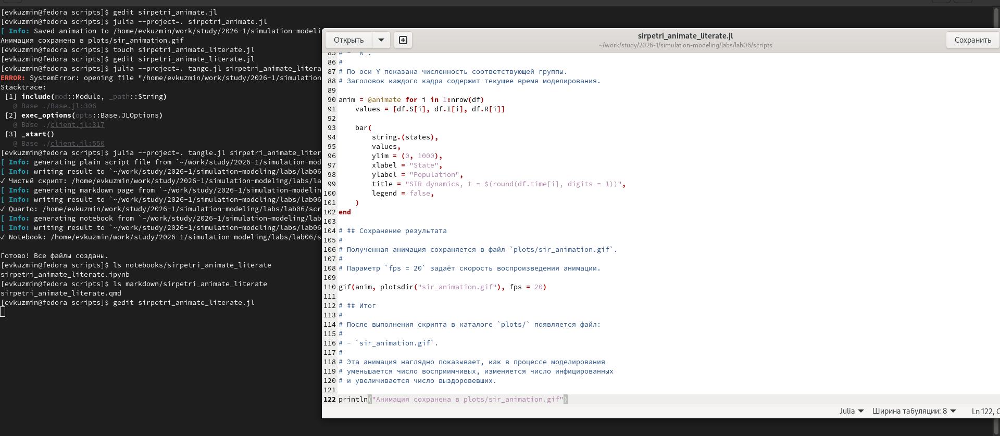 [evkuzmin@fedora scripts]$ gedit sirpetri_animate.jl
[evkuzmin@fedora scripts]$ julia --project=. sirpetri_animate.jl
[ Info: Saved animation to /home/evkuzmin/work/study/2026-1/simulation-modeli
Анимация сохранена в plots/sir_animation.gif
[evkuzmin@fedora scripts]$ touch sirpetri_animate_literate.jl
[evkuzmin@fedora scripts]$ gedit sirpetri_animate_literate.jl
[evkuzmin@fedora scripts]$ julia --project=. tange.jl sirpetri_animate_litera
ERROR: SystemError: opening file "/home/evkuzmin/work/study/2026-1/simulation
Stacktrace:
[1] include(mod::Module, _path::String)
@ Base ./Base.jl:306
[2] exec_options(opts::Base.JLOptions)
@ Base ./client.jl:317
[3] _start()
@ Base ./client.jl:550
[evkuzmin@fedora scripts]$ julia --project=. tangle.jl sirpetri_animate_liter
[ Info: generating plain script file from `~/work/study/2026-1/simulation-mod
[ Info: writing result to `~/work/study/2026-1/simulation-modeling/labs/lab06
✓ Чистый скрипт: /home/evkuzmin/work/study/2026-1/simulation-modeling/labs/la
[ Info: generating markdown page from `~/work/study/2026-1/simulation-modelin
[ Info: writing result to `~/work/study/2026-1/simulation-modeling/labs/lab06
✓ Quarto: /home/evkuzmin/work/study/2026-1/simulation-modeling/labs/lab06/scr
[ Info: generating notebook from `~/work/study/2026-1/simulation-modeling/lab
[ Info: writing result to `~/work/study/2026-1/simulation-modeling/labs/lab06
✓ Notebook: /home/evkuzmin/work/study/2026-1/simulation-modeling/labs/lab06/s
Готово! Все файлы созданы.
[evkuzmin@fedora scripts]$ ls notebooks/sirpetri_animate_literate
sirpetri_animate_literate.ipynb
[evkuzmin@fedora scripts]$ ls markdown/sirpetri_animate_literate
sirpetri_animate_literate.qmd
[evkuzmin@fedora scripts]$ gedit sirpetri_animate_literate.jl
Открыть
sirpetri_animate_literate.jl
~/work/study/2026-1/simulation-modeling/labs/lab06/scripts
Сохранить
85 # - `R`.
86 #
87 # По оси Y показана численность соответствующей группы.
88 # Заголовок каждого кадра содержит текущее время моделирования.
89
90 anim = @animate for i in 1:nrow(df)
91 values = [df.S[i], df.I[i], df.R[i]]
92
93 bar(
94 string.(states),
95 values,
96 ylim = (0, 1000),
97 xlabel = "State",
98 ylabel = "Population",
99 title = "SIR dynamics, t = $(round(df.time[i], digits = 1))",
100 legend = false,
101 )
102 end
103
104 # ## Сохранение результата
105 #
106 # Полученная анимация сохраняется в файл `plots/sir_animation.gif`.
107 #
108 # Параметр `fps = 20` задаёт скорость воспроизведения анимации.
109
110 gif(anim, plotsdir("sir_animation.gif"), fps = 20)
111
112 # ## Итог
113 #
114 # После выполнения скрипта в каталоге `plots/` появляется файл:
115 #
116 # - `sir_animation.gif`.
117 #
118 # Эта анимация наглядно показывает, как в процессе моделирования
119 # уменьшается число восприимчивых, изменяется число инфицированных
120 # и увеличивается число выздоровевших.
121
122 println("Анимация сохранена в plots/sir_animation.gif")
Julia
Ширина табуляции: 8
Ln 122, C